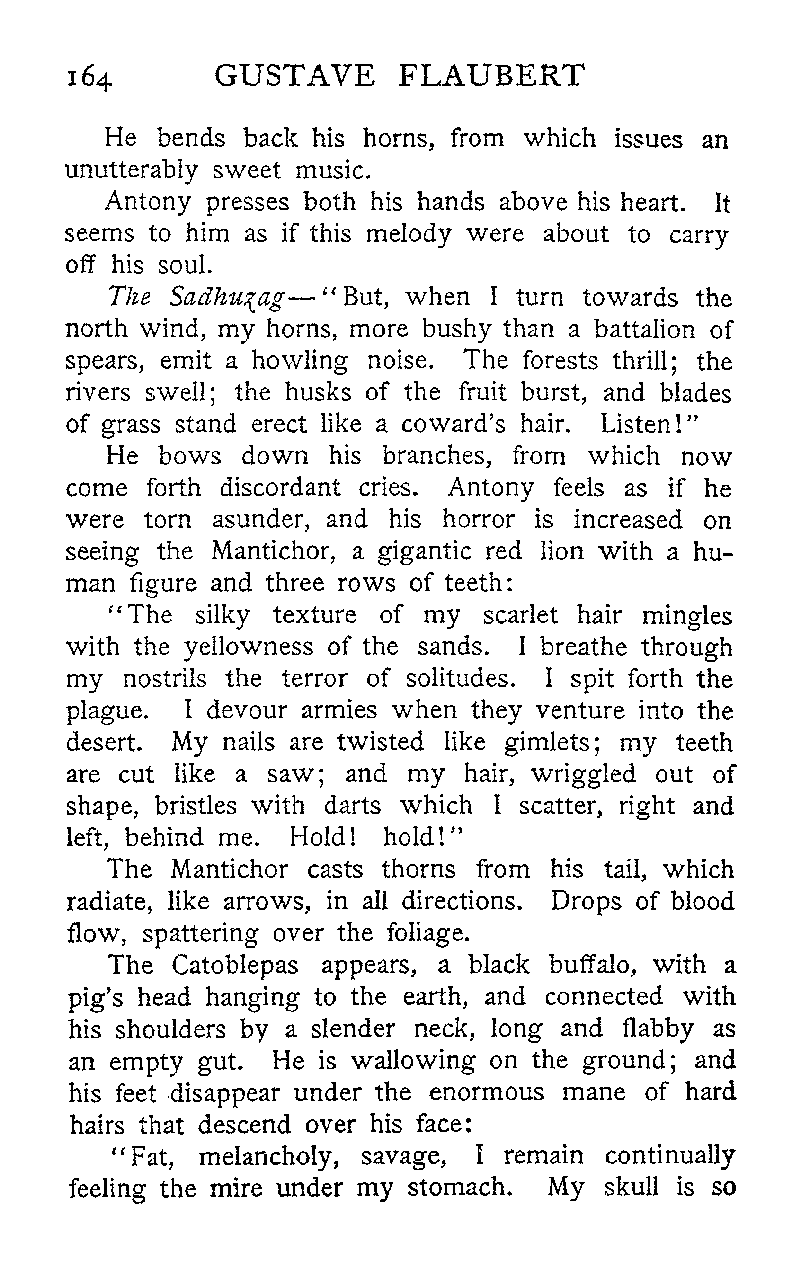 164 GUSTAVE FLAUBERT
He bends back his horns, from which issues an
unutterably sweet music.
Antony presses both his hands above his heart. It
seems to him as if this melody were about to carry
off his soul.
The Sadhuzag—"But, when I turn towards the
north wind, my horns, more bushy than a battalion of
spears, emit a howling noise. The forests thrill; the
rivers swell; the husks of the fruit burst, and blades
of grass stand erect like a coward's hair. Listen!"
He bows down his branches, from which now
come forth discordant cries. Antony feels as if he
were torn asunder, and his horror is increased on
seeing the Mantichor, a gigantic red lion with a hu-
man figure and three rows of teeth:
"The silky texture of my scarlet hair mingles
with the yellowness of the sands. I breathe through
my nostrils the terror of solitudes. I spit forth the
plague. I devour armies when they venture into the
desert. My nails are twisted like gimlets; my teeth
are cut like a saw; and my hair, wriggled out of
shape, bristles with darts which I scatter, right and
left, behind me. Hold! hold!"
The Mantichor casts thorns from his tail, which
radiate, like arrows, in all directions. Drops of blood
flow, spattering over the foliage.
The Catoblepas appears, a black buffalo, with a
pig's head hanging to the earth, and connected with
his shoulders by a slender neck, long and flabby as
an empty gut. He is wallowing on the ground; and
his feet disappear under the enormous mane of hard
hairs that descend over his face:
"Fat, melancholy, savage, I remain continually
feeling the mire under my stomach. My skull is so